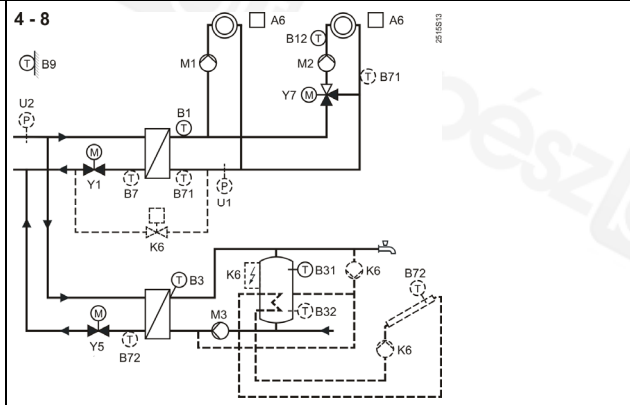 4 - 8
A6
A6
2515S13
B12 T
T B9
M1
M2
T B71
Y7 M
U2
P
B1
T
M
Y1
T
B7
T
B71
P
U1
K6
T B3
K6
T B31
K6
B72
T
T B32
M3
M
Y5
T
B72
K6